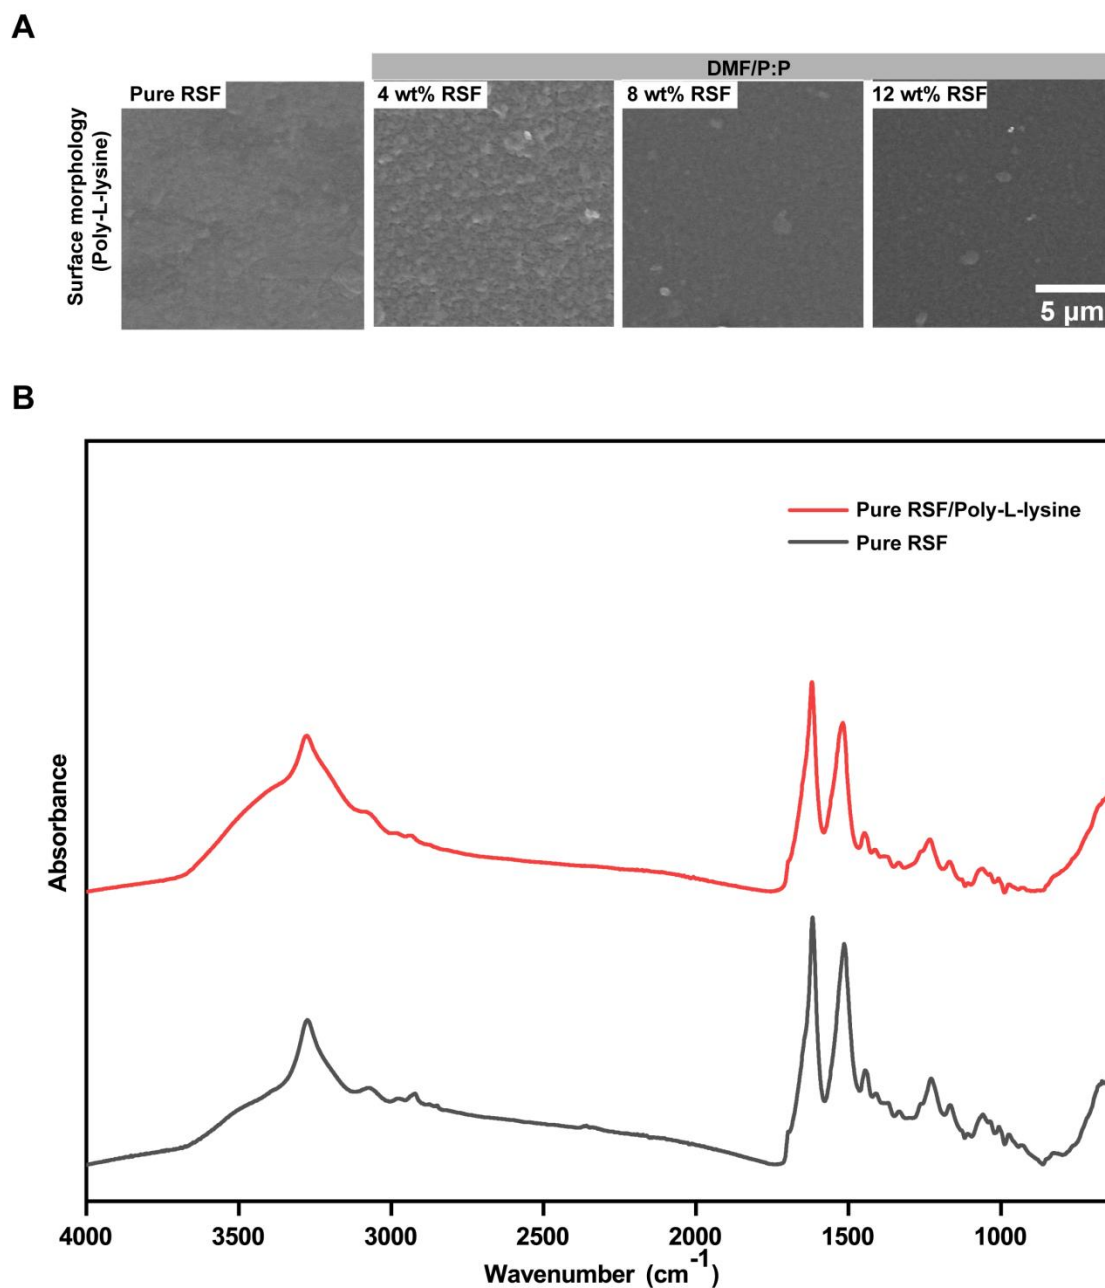 A
DMF/P:P
Pure RSF
4 wt% RSF
8 wt% RSF
12 wt% RSF
Surface morphology
(Poly-L-lysine)
5 μm
B
Pure RSF/Poly-L-lysine
Pure RSF
Absorbance
4000
3500
3000
2500
2000
1500
1000
Wavenumber (cm⁻¹)